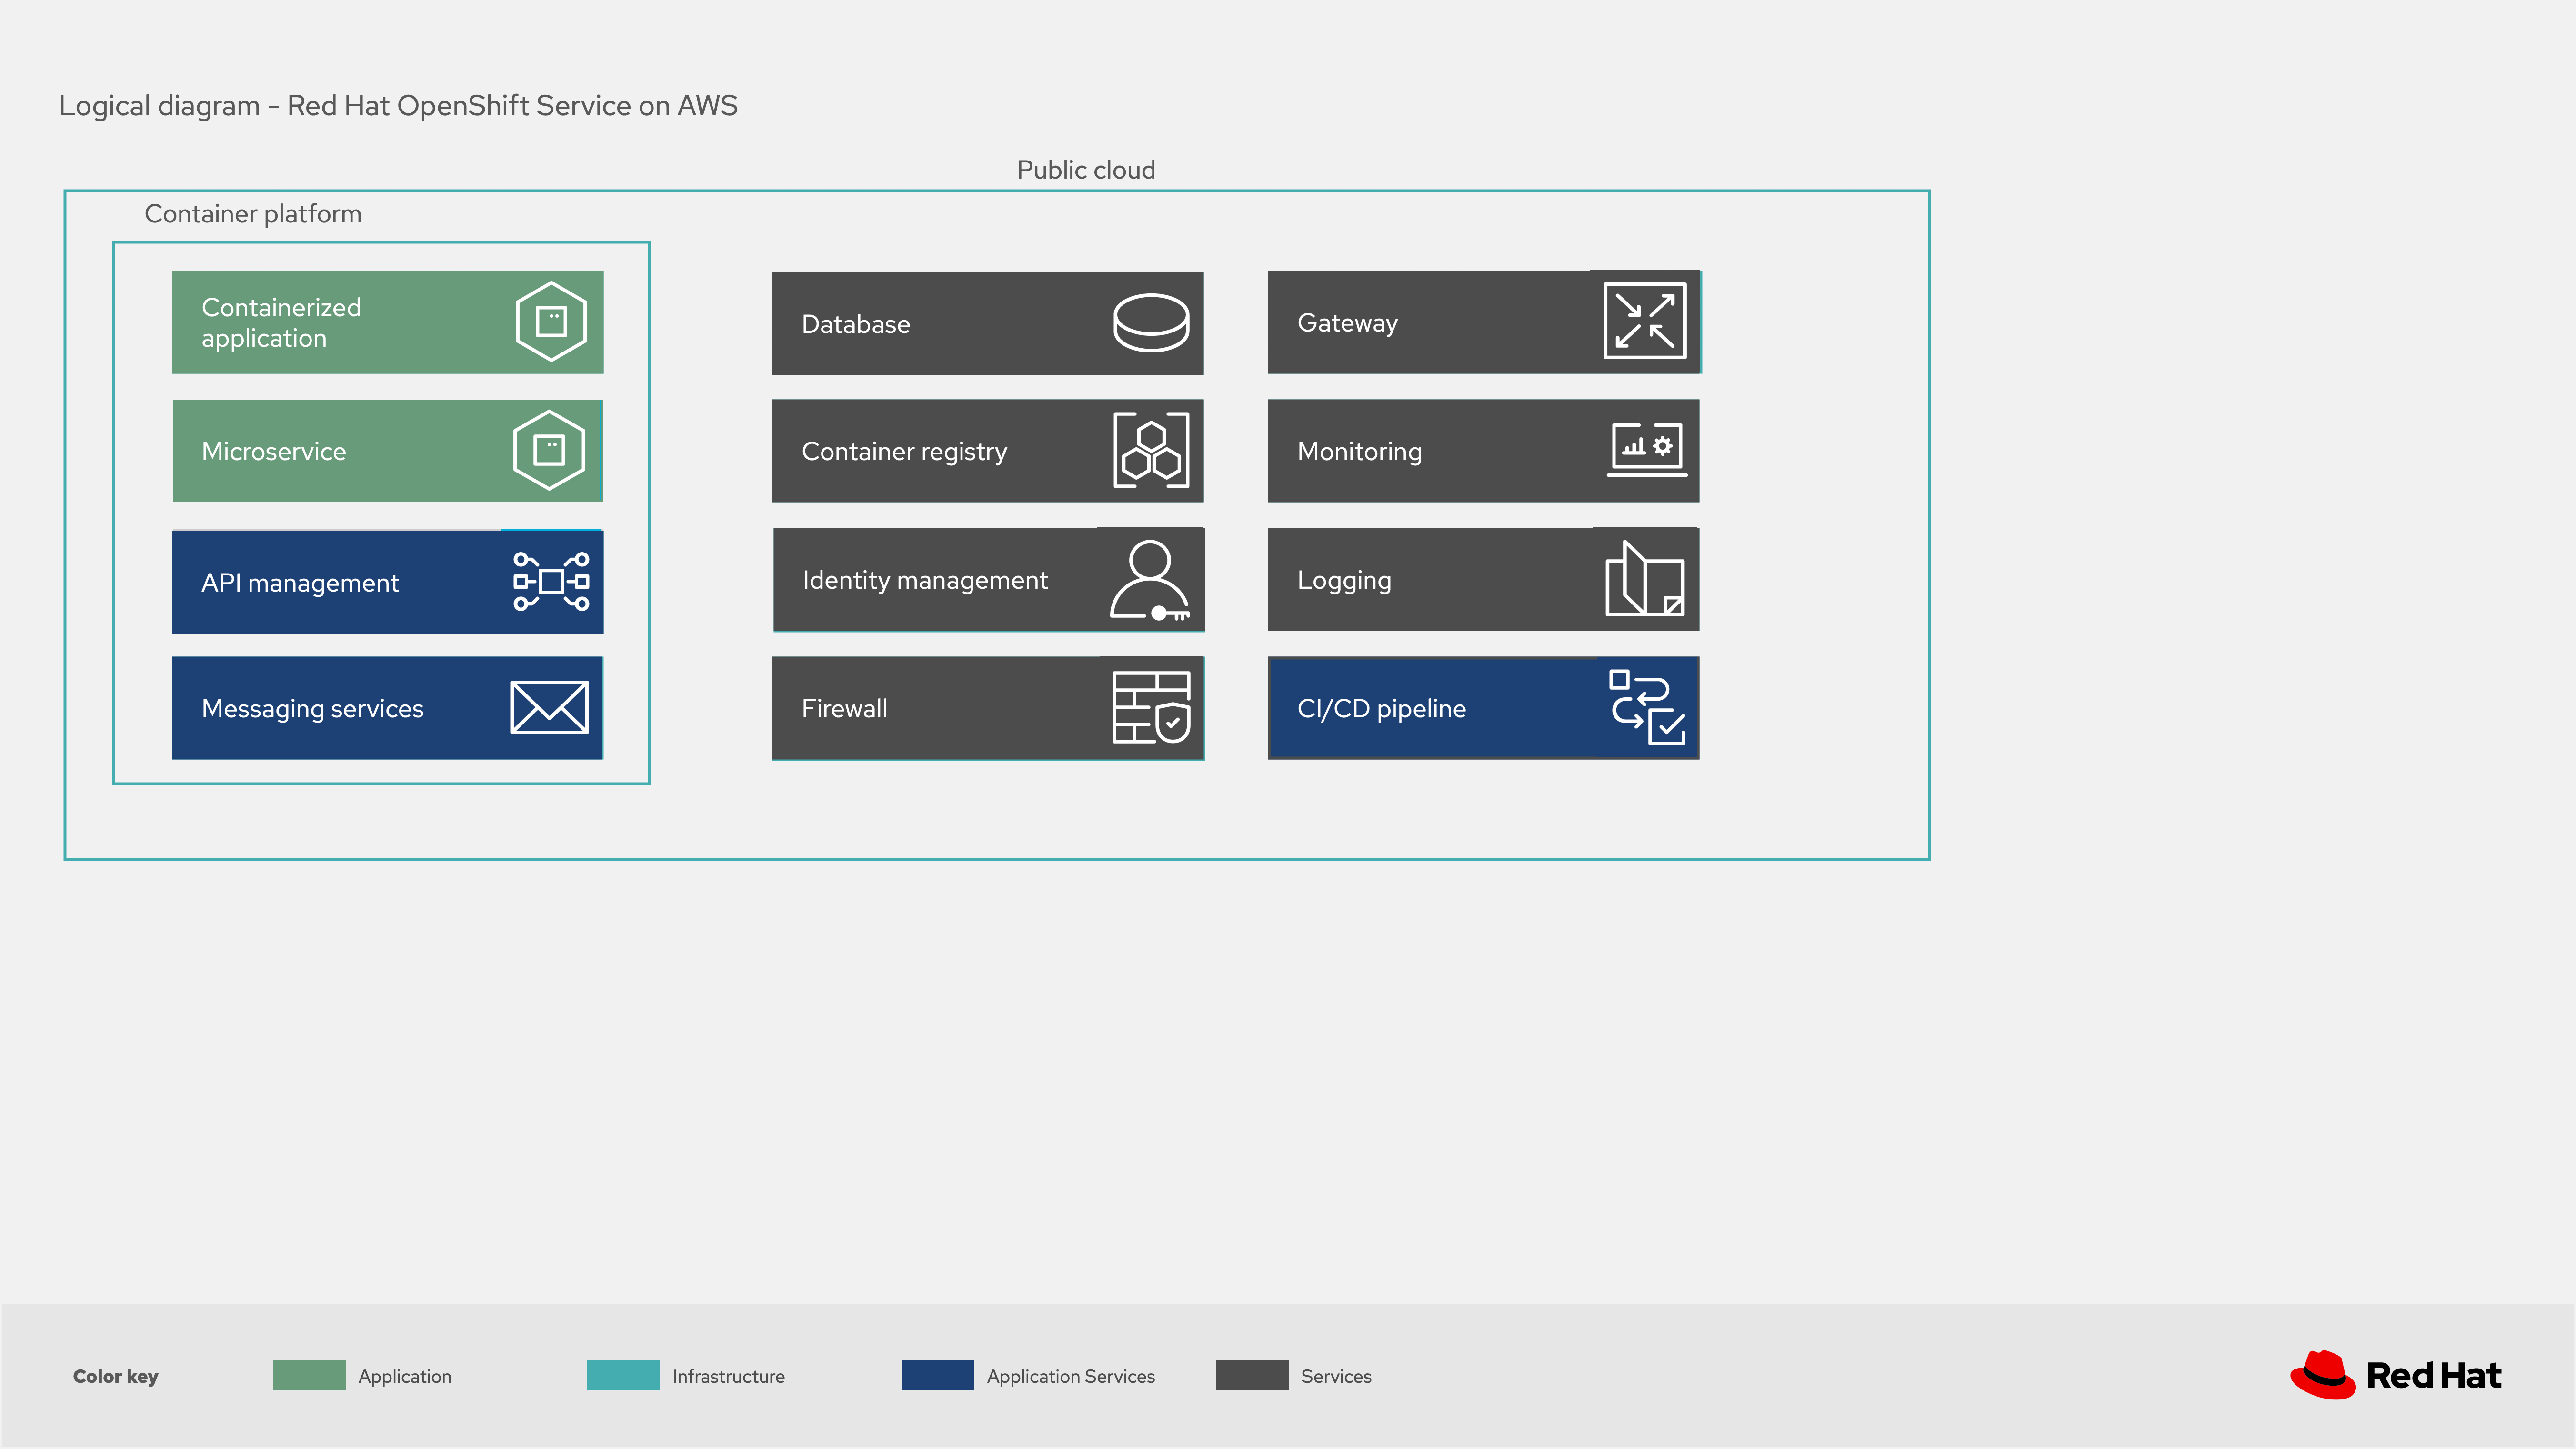 Logical diagram - Red Hat OpenShift Service on AWS
Public cloud
Container platform
Containerized
application
Microservice
API management
Messaging services
Database
Container registry
Identity management
Firewall
Gateway
Monitoring
Logging
CI/CD pipeline
Color key
Application
Infrastructure
Application Services
Services
Red Hat